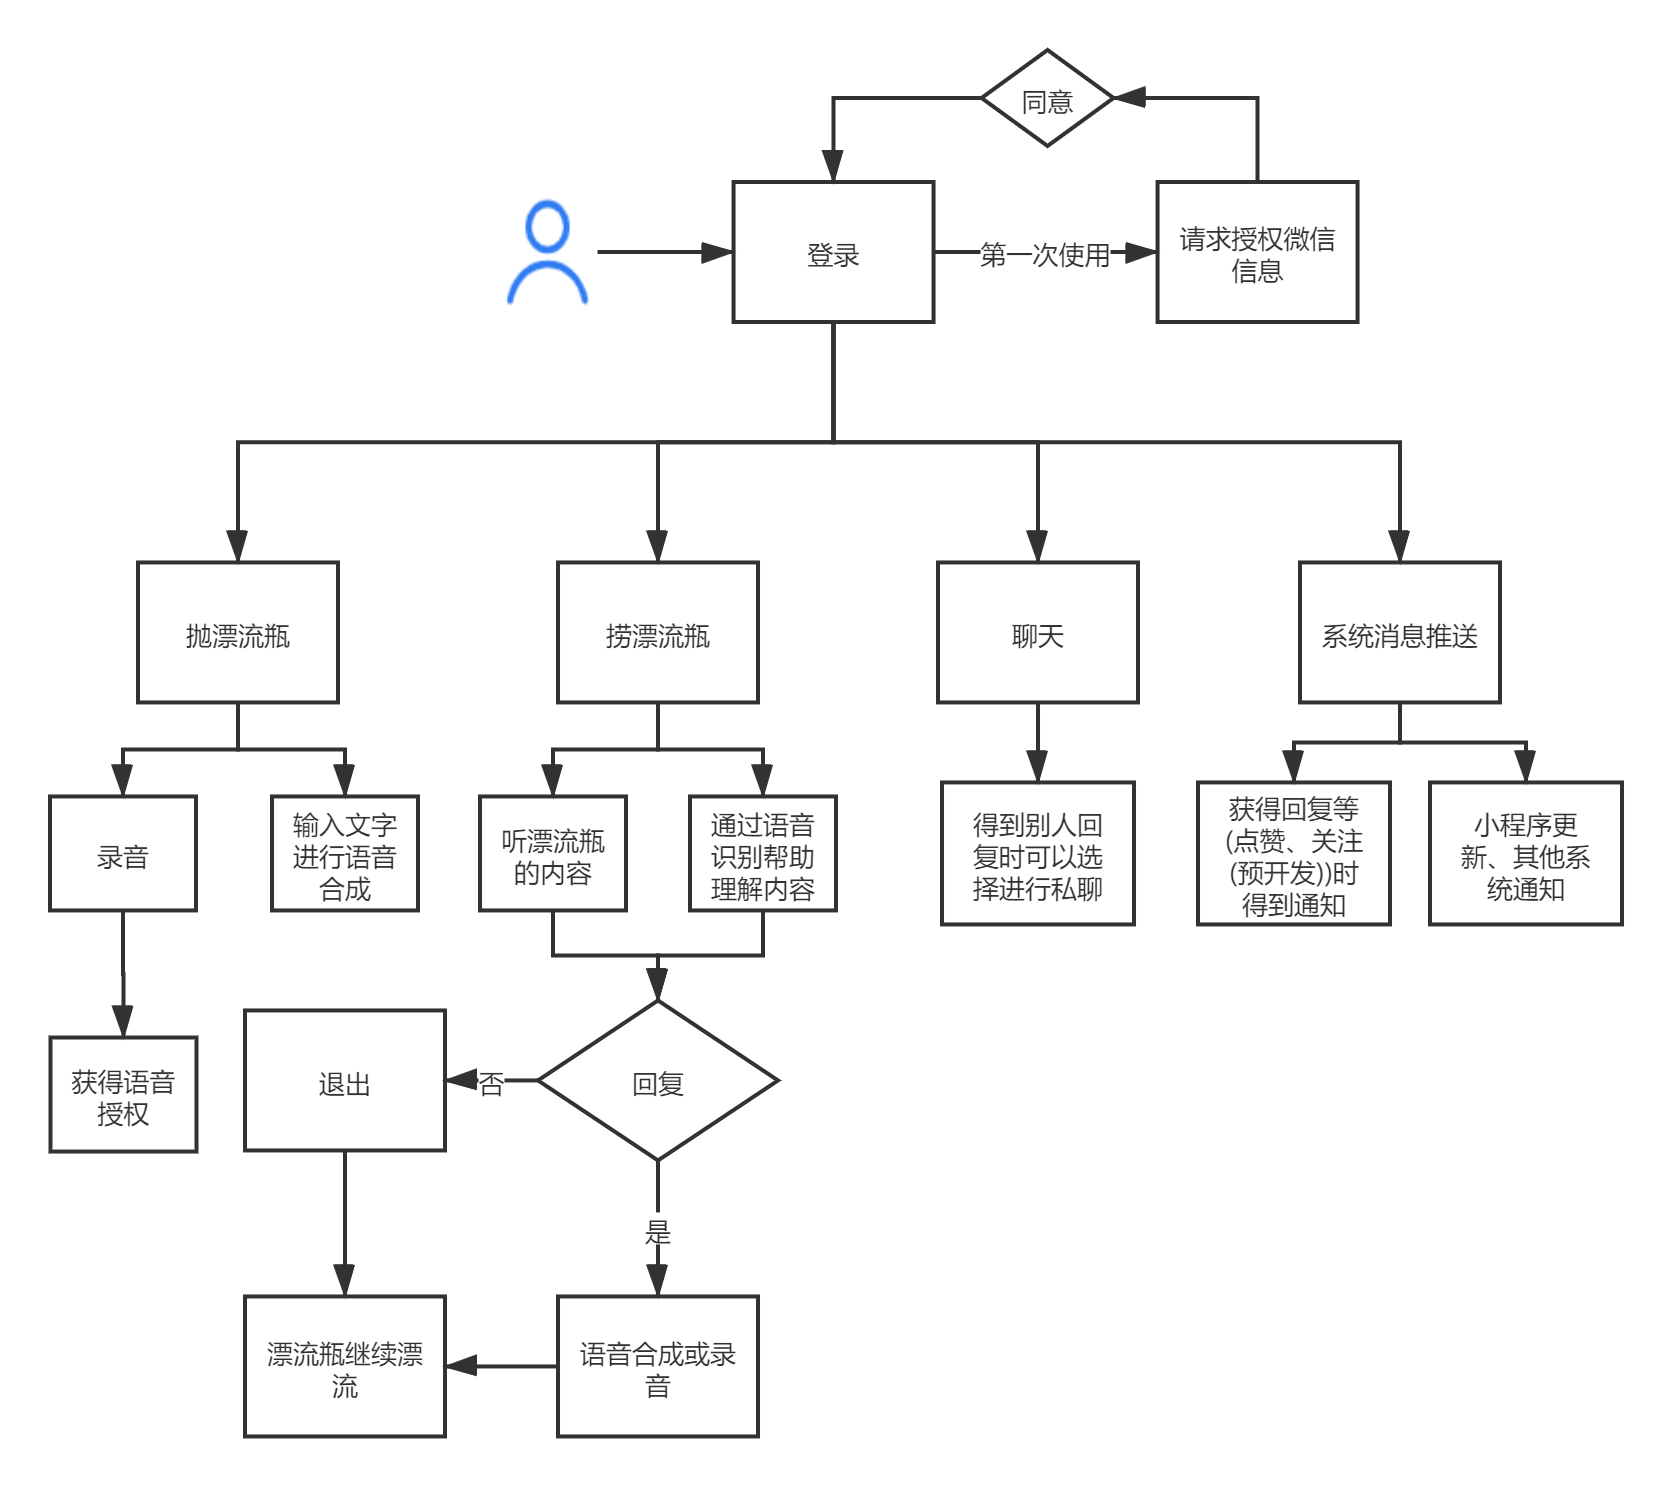 同意
登录
第一次使用
请求授权微信
信息
抛漂流瓶
捞漂流瓶
聊天
系统消息推送
录音
输入文字
进行语音
合成
听漂流瓶
的内容
通过语音
识别帮助
理解内容
得到别人回
复时可以选
择进行私聊
获得回复等
(点赞、关注
(预开发))时
得到通知
小程序更
新、其他系
统通知
获得语音
授权
退出
否
回复
是
漂流瓶继续漂
流
语音合成或录
音